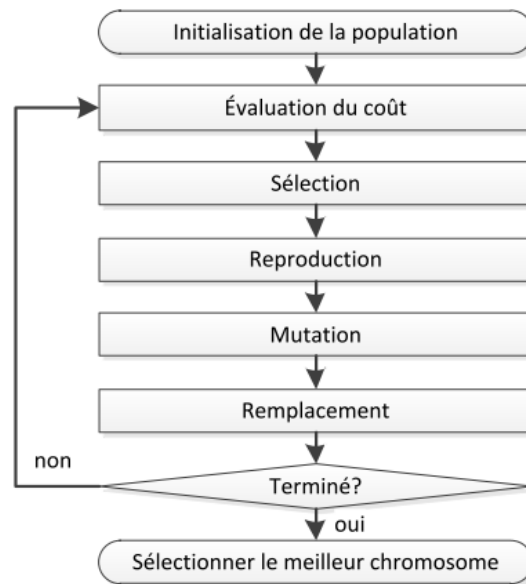 Initialisation de la population
Évaluation du coût
Sélection
Reproduction
Mutation
Remplacement
non
Terminé?
oui
Sélectionner le meilleur chromosome